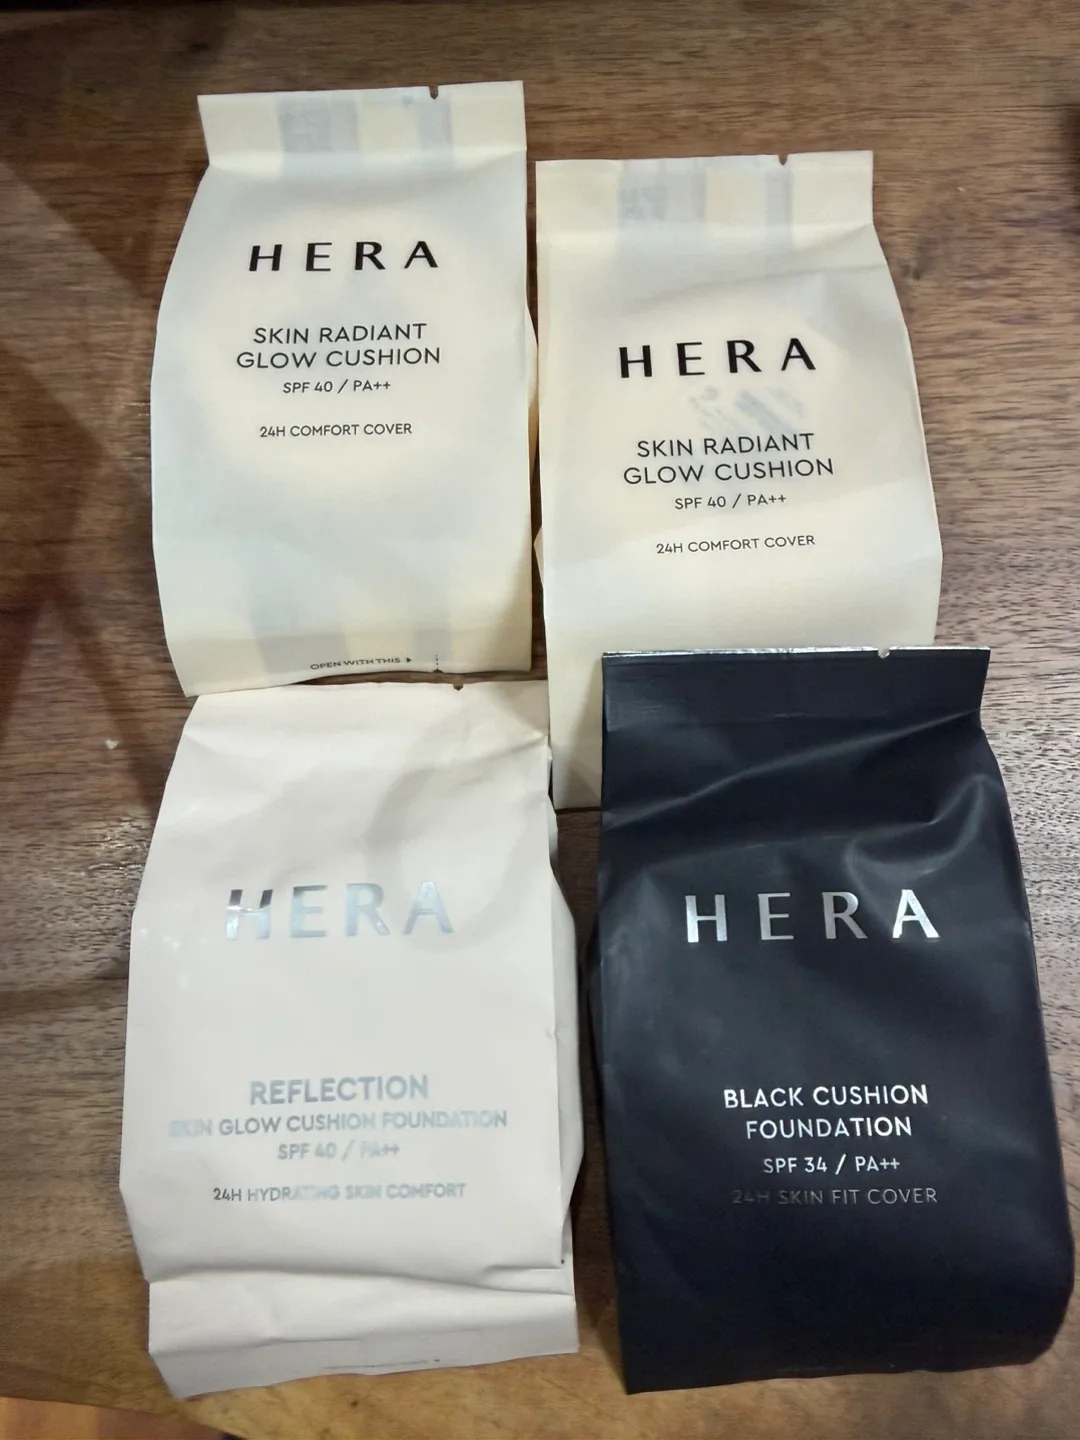 HERA
SKIN RADIANT
GLOW CUSHION
SPF 40 / PA++
24H COMFORT COVER
OPEN WITH THIS
HERA
SKIN RADIANT
GLOW CUSHION
SPF 40 / PA++
24H COMFORT COVER
HERA
REFLECTION
SKIN GLOW CUSHION FOUNDATION
SPF 40 / PA++
24H HYDRATING SKIN COMFORT
HERA
BLACK CUSHION
FOUNDATION
SPF 34 / PA++
24H SKIN FIT COVER